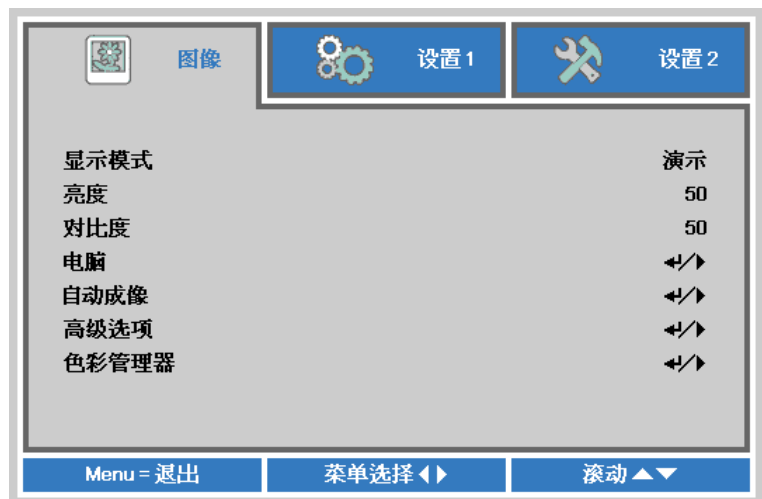 图像
设置 1
设置 2
显示模式 演示
亮度 50
对比度 50
电脑
自动成像
高级选项
色彩管理器
Menu = 退出
菜单选择
滚动